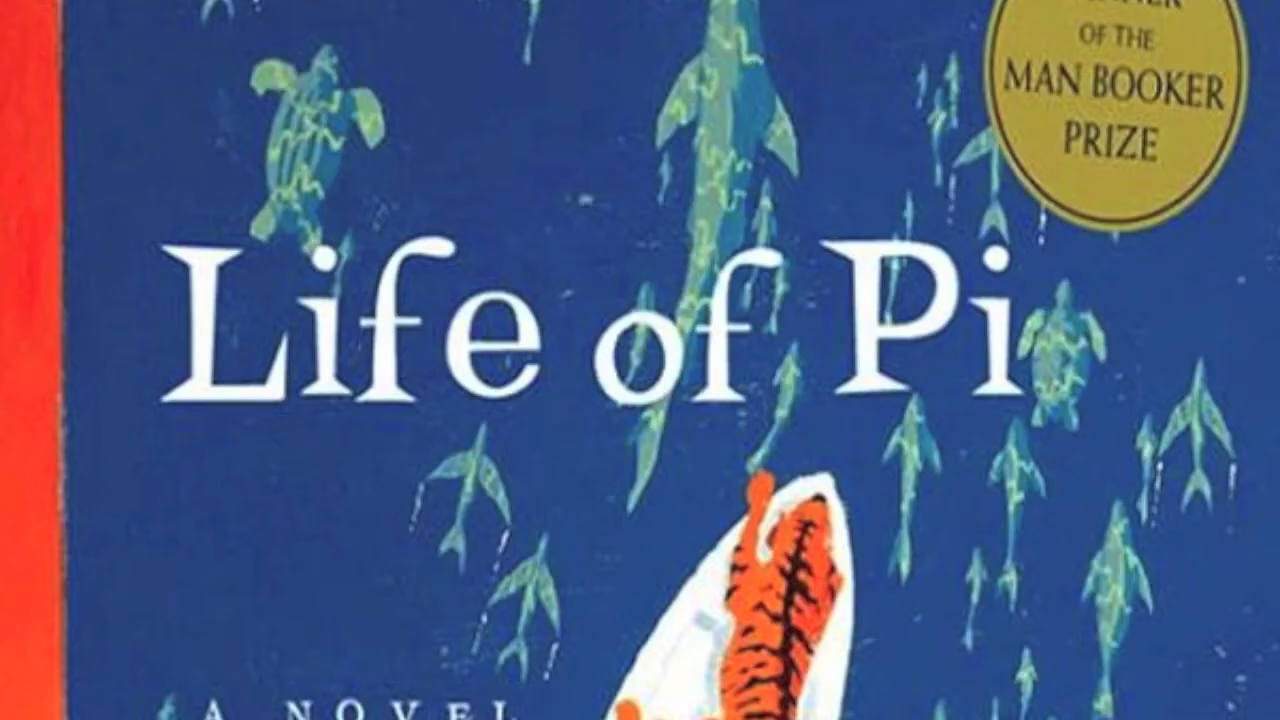 OF THE
MAN BOOKER
PRIZE
Life of Pi
A NOVEL